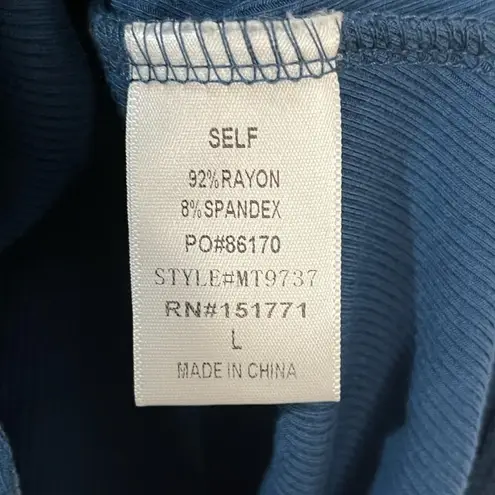 SELF
92%RAYON
8%SPANDEX
PO#86170
STYLE#MT9737
RN#151771
L
MADE IN CHINA